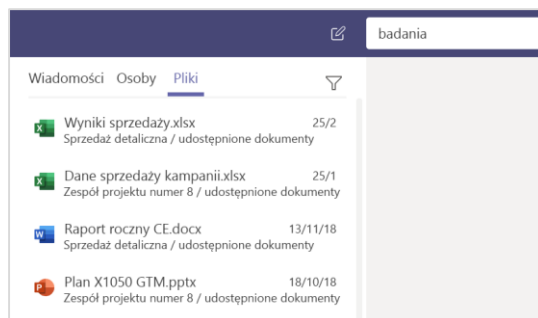 badania
Wiadomości Osoby Pliki
Wyniki sprzedaży.xlsx 25/2
Sprzedaż detaliczna / udostępnione dokumenty
Dane sprzedaży kampanii.xlsx 25/1
Zespół projektu numer 8 / udostępnione dokumenty
Raport roczny CE.docx 13/11/18
Sprzedaż detaliczna / udostępnione dokumenty
Plan X1050 GTM.pptx 18/10/18
Zespół projektu numer 8 / udostępnione dokumenty